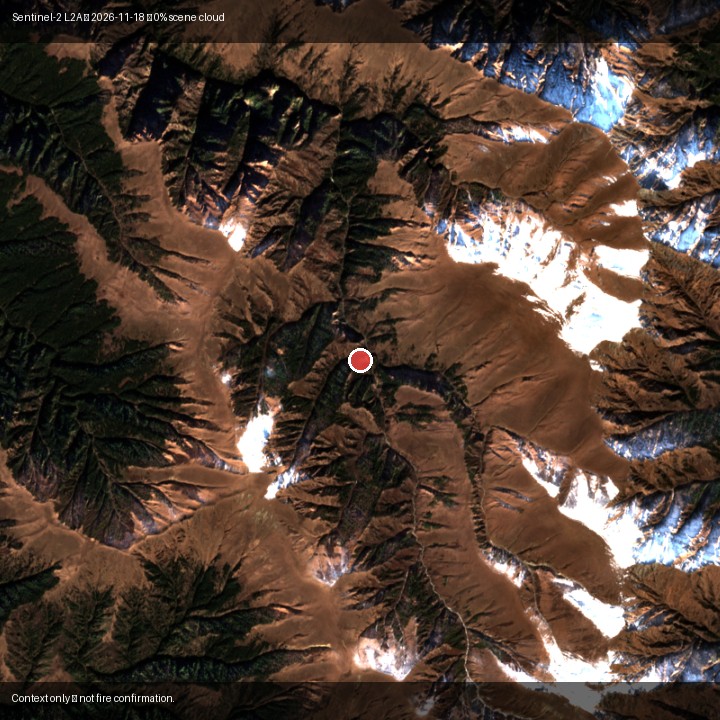 Sentinel-2 L2A▯2026-11-18▯0%scene cloud
Context only▯not fire confirmation.